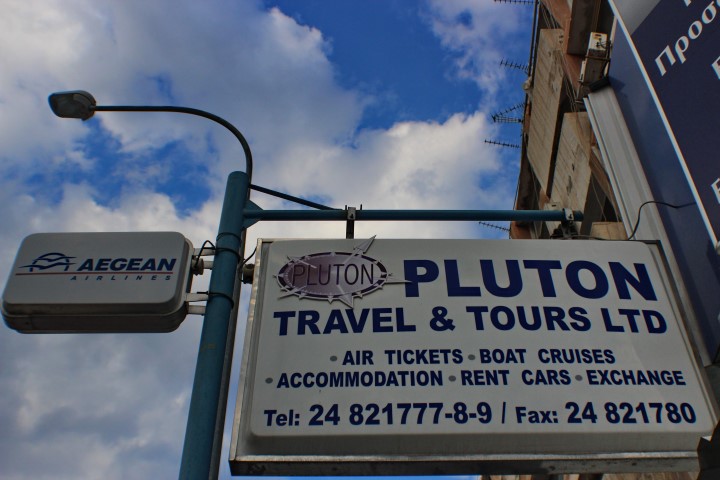 AEGEAN
AIRLINES
PLUTON
PLUTON
TRAVEL & TOURS LTD
• AIR TICKETS • BOAT CRUISES
• ACCOMMODATION • RENT CARS • EXCHANGE
Tel: 24 821777-8-9 / Fax: 24 821780